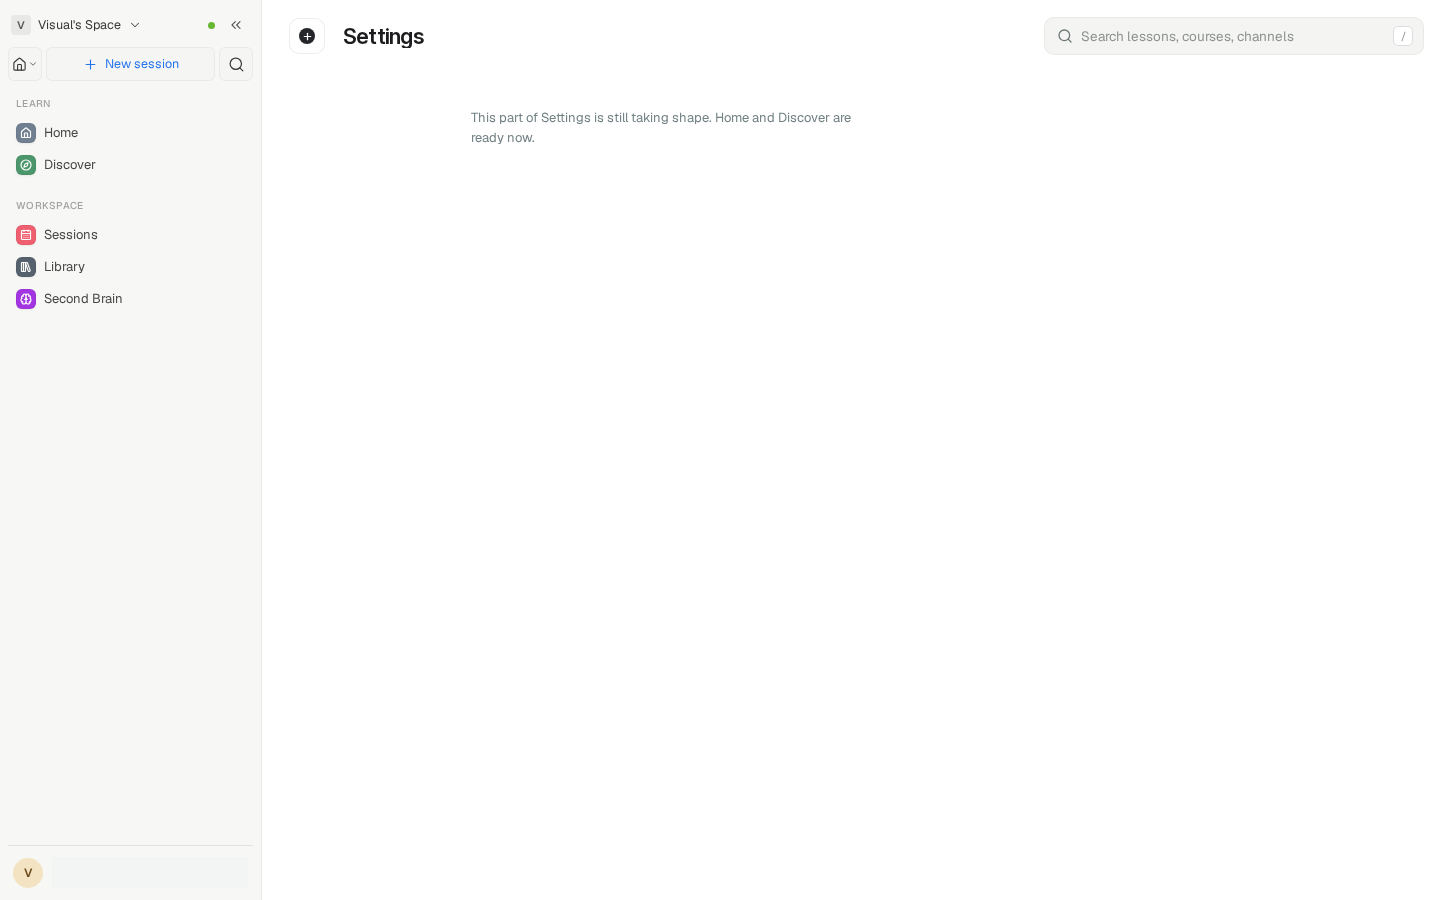 V Visual's Space
New session
LEARN
Home
Discover
WORKSPACE
Sessions
Library
Second Brain
V
Settings
Search lessons, courses, channels /
This part of Settings is still taking shape. Home and Discover are
ready now.